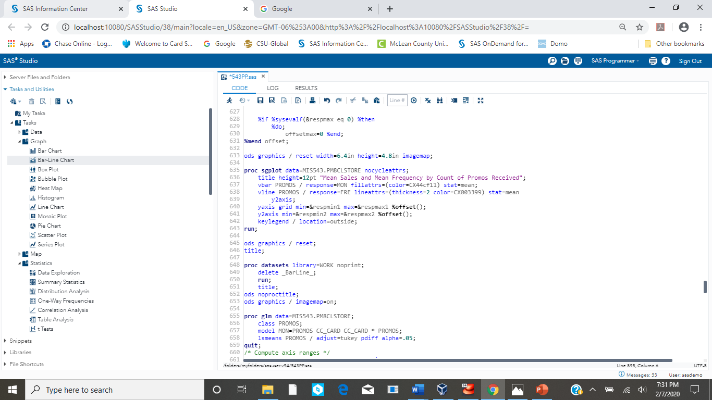 SAS Information Center
SAS Studio
Google
localhost:10080/SASStudio/38/main?locale=en_US&zone=GMT-06%253A00&http%3A%2F%2Flocalhost%3A10080%2FSASStudio%2F38%2F=
Apps Chase Online - Log... Welcome to Card S... Google CSU-Global SAS Information Ce... McLean County Uni... SAS OnDemand for... Demo Other bookmarks
SAS® Studio SAS Programmer Sign Out
Server Files and Folders
Tasks and Utilities
My Tasks
Tasks
Data
Graph
Bar Chart
Bar-Line Chart
Box Plot
Bubble Plot
Heat Map
Histogram
Line Chart
Mosaic Plot
Pie Chart
Scatter Plot
Series Plot
Map
Statistics
Data Exploration
Summary Statistics
Distribution Analysis
One-Way Frequencies
Correlation Analysis
Table Analysis
t Tests
Snippets
Libraries
File Shortcuts
CODE LOG RESULTS
Line #
627
628 %if %sysevalf(&respmax eq 0) %then
629 %do;
630 offsetmax=0 %end;
631 %mend offset;
632
633 ods graphics / reset width=6.4in height=4.8in imagemap;
634
635 proc sgplot data=MIS543.PMBCLSTORE nocycleattrs;
636 title height=12pt "Mean Sales and Mean Frequency by Count of Promos Received";
637 vbar PROMOS / response=MON fillattrs=(color=CX44cf11) stat=mean;
638 vline PROMOS / response=FRE lineattrs=(thickness=2 color=CX003399) stat=mean
639 y2axis;
640 yaxis grid min=&respmin1 max=&respmax1 %offset();
641 y2axis min=&respmin2 max=&respmax2 %offset();
642 keylegend / location=outside;
643 run;
644
645 ods graphics / reset;
646 title;
647
648 proc datasets library=WORK noprint;
649 delete _BarLine_;
650 run;
651 title;
652 ods noproctitle;
653 ods graphics / imagemap=on;
654
655 proc glm data=MIS543.PMBCLSTORE;
656 class PROMOS;
657 model MON=PROMOS CC_CARD CC_CARD * PROMOS;
658 lsmeans PROMOS / adjust=tukey pdiff alpha=.05;
659 quit;
660 /* Compute axis ranges */
661
UTF-8
Messages: 33 User: sasdemo
Type here to search
7:31 PM
2/7/2020